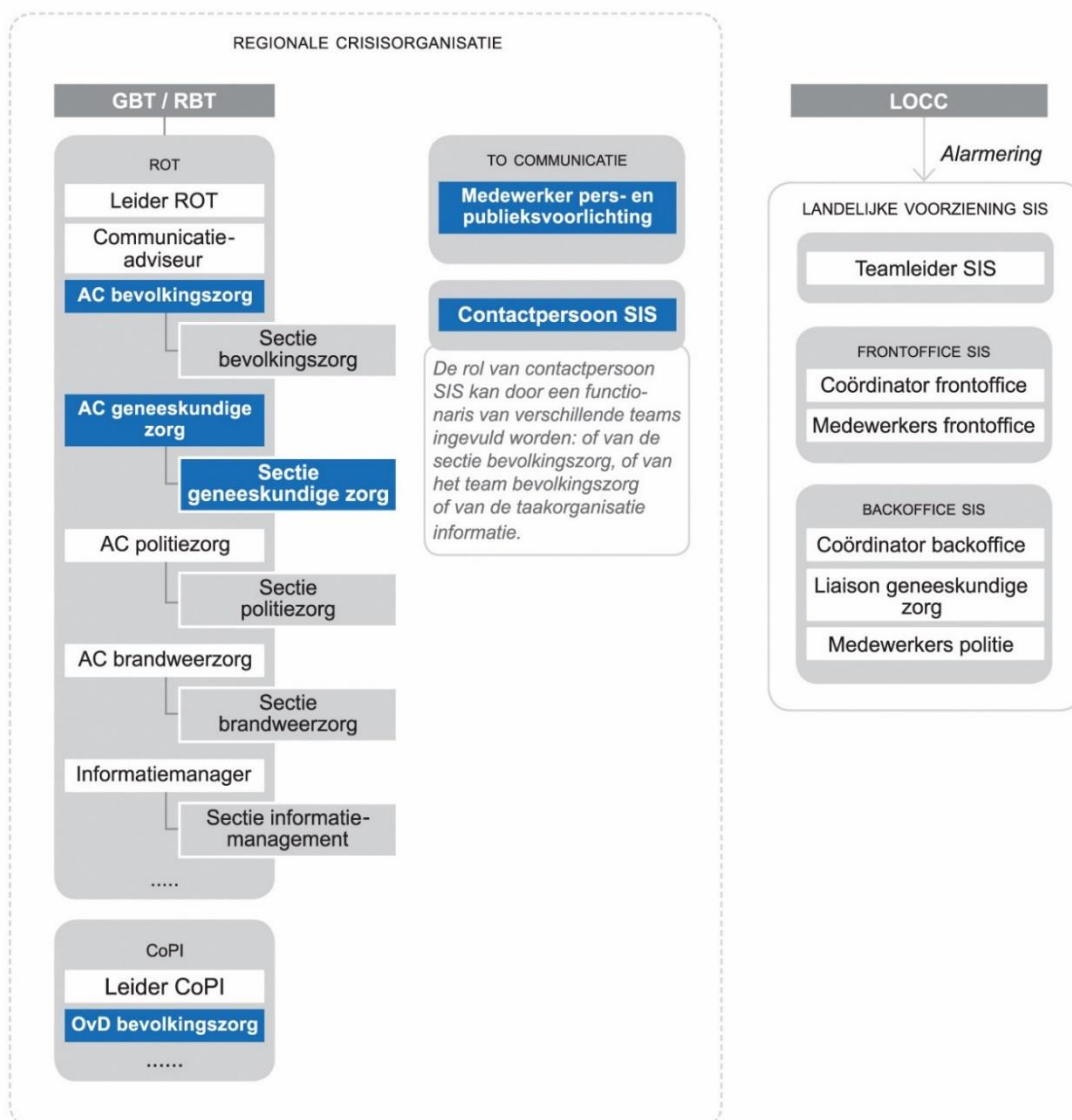 REGIONALE CRISISORGANISATIE
GBT / RBT
ROT
Leider ROT
Communicatie-
adviseur
AC bevolkingszorg
Sectie
bevolkingszorg
AC geneeskundige
zorg
Sectie
geneeskundige zorg
AC politiezorg
Sectie
politiezorg
AC brandweerzorg
Sectie
brandweerzorg
Informatiemanager
Sectie informatie-
management
.....
CoPI
Leider CoPI
OvD bevolkingszorg
......
TO COMMUNICATIE
Medewerker pers- en
publieksvoorlichting
Contactpersoon SIS
De rol van contactpersoon
SIS kan door een functio-
naris van verschillende teams
ingevuld worden: of van de
sectie bevolkingszorg, of van
het team bevolkingszorg
of van de taakorganisatie
informatie.
LOCC
Alarmering
LANDELIJKE VOORZIENING SIS
Teamleider SIS
FRONTOFFICE SIS
Coördinator frontoffice
Medewerkers frontoffice
BACKOFFICE SIS
Coördinator backoffice
Liaison geneeskundige
zorg
Medewerkers politie